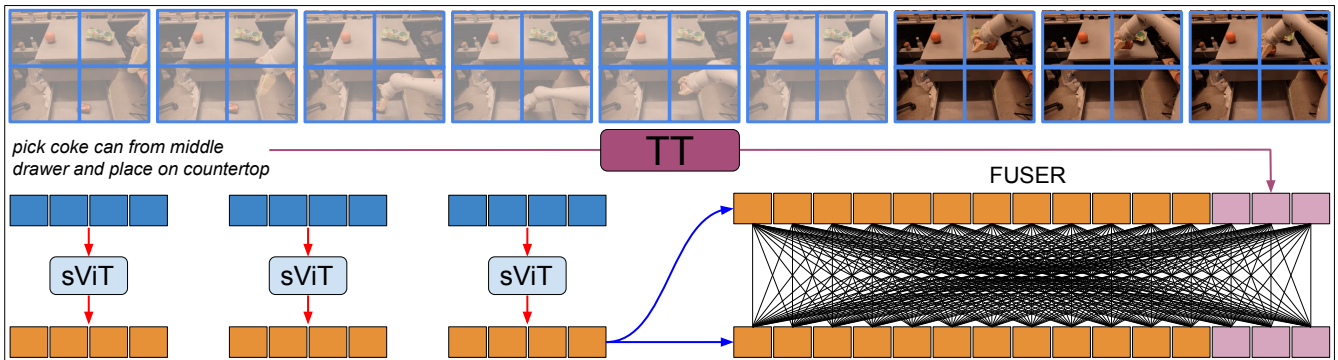 pick coke can from middle
drawer and place on countertop
TT
FUSER
sViT
sViT
sViT